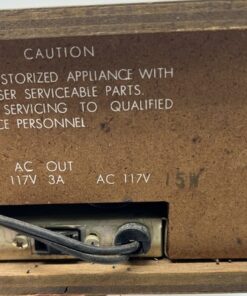 CAUTION
STORIZED APPLIANCE WITH
SER SERVICEABLE PARTS.
SERVICING TO QUALIFIED
CE PERSONNEL
AC OUT
117V 3A AC 117V 15W